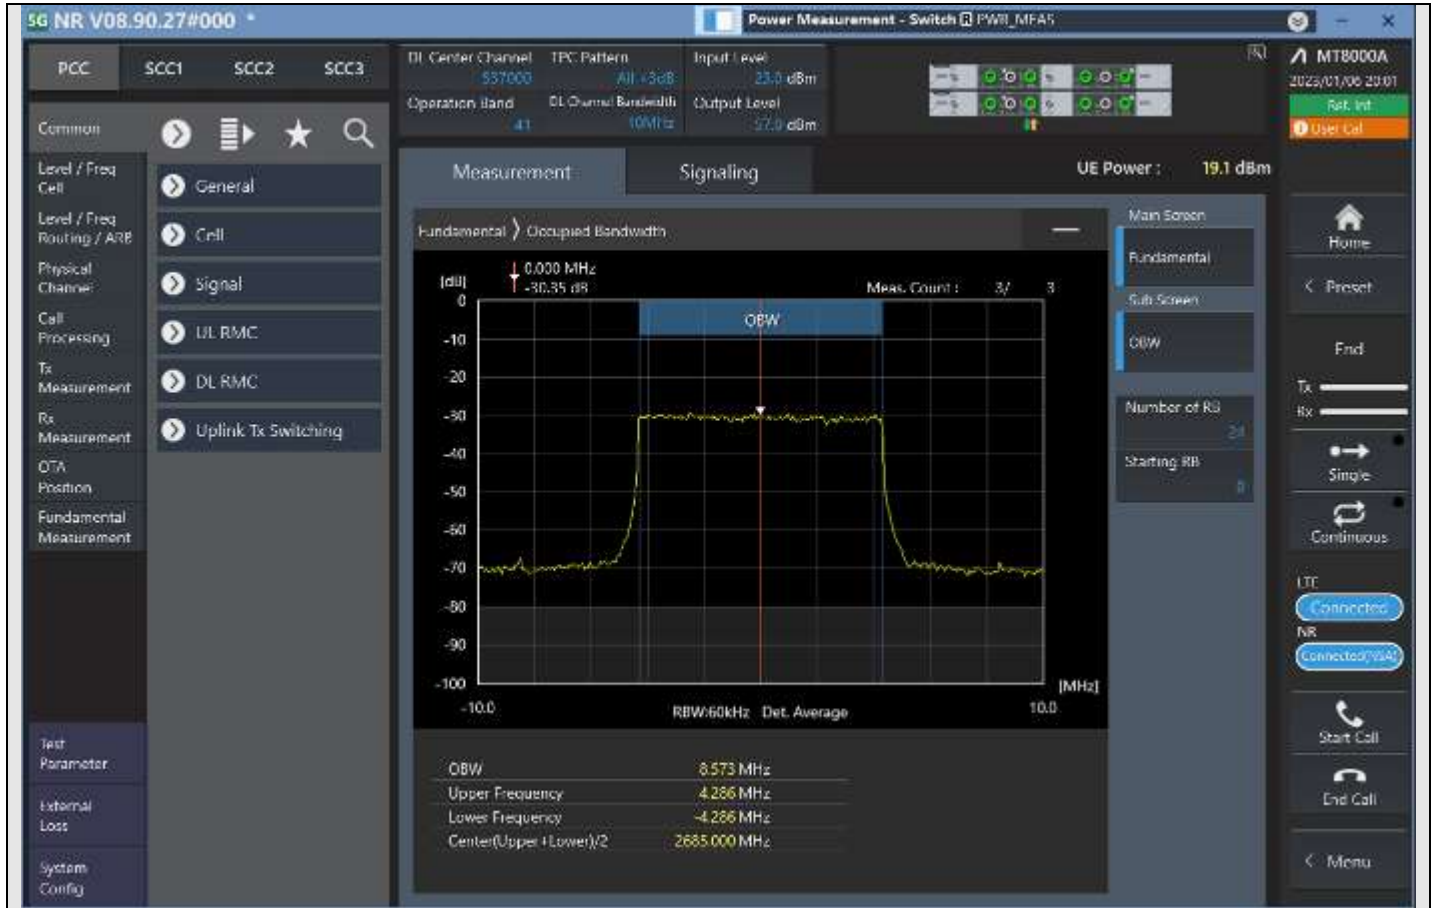 SG NR V08.90.27#000 *
Power Measurement - Switch PWR_MEAS
PCC
SCC1
SCC2
SCC3
DL Center Channel
537000
TPC Pattern
All +3dB
Input Level
23.0 dBm
Operation Band
41
DL Channel Bandwidth
10MHz
Output Level
dBm
MT8000A
2023/01/06 20:01
Ref. Int
User Cal
Common
Level / Freq
Cell
Level / Freq
Routing / ARB
Physical
Channel
Call
Processing
Tx
Measurement
Rx
Measurement
OTA
Position
Fundamental
Measurement
Test
Parameter
External
Loss
System
Config
General
Cell
Signal
UL RMC
DL RMC
Uplink Tx Switching
Measurement
Signaling
UE Power : 19.1 dBm
Fundamental
Occupied Bandwidth
[dB]
0.000 MHz
-30.35 dB
Meas. Count : 3/ 3
OBW
0
-10
-20
-30
-40
-50
-60
-70
-80
-90
-100
-10.0
RBW:60kHz Det. Average
10.0
[MHz]
OBW 8.573 MHz
Upper Frequency 4.286 MHz
Lower Frequency -4.286 MHz
Center(Upper+Lower)/2 2685.000 MHz
Main Screen
Fundamental
Sub Screen
OBW
Number of RB
24
Starting RB
0
Home
< Preset
End
Tx
Rx
Single
Continuous
LTE
Connected
NR
Connected(NSA)
Start Call
End Call
< Menu